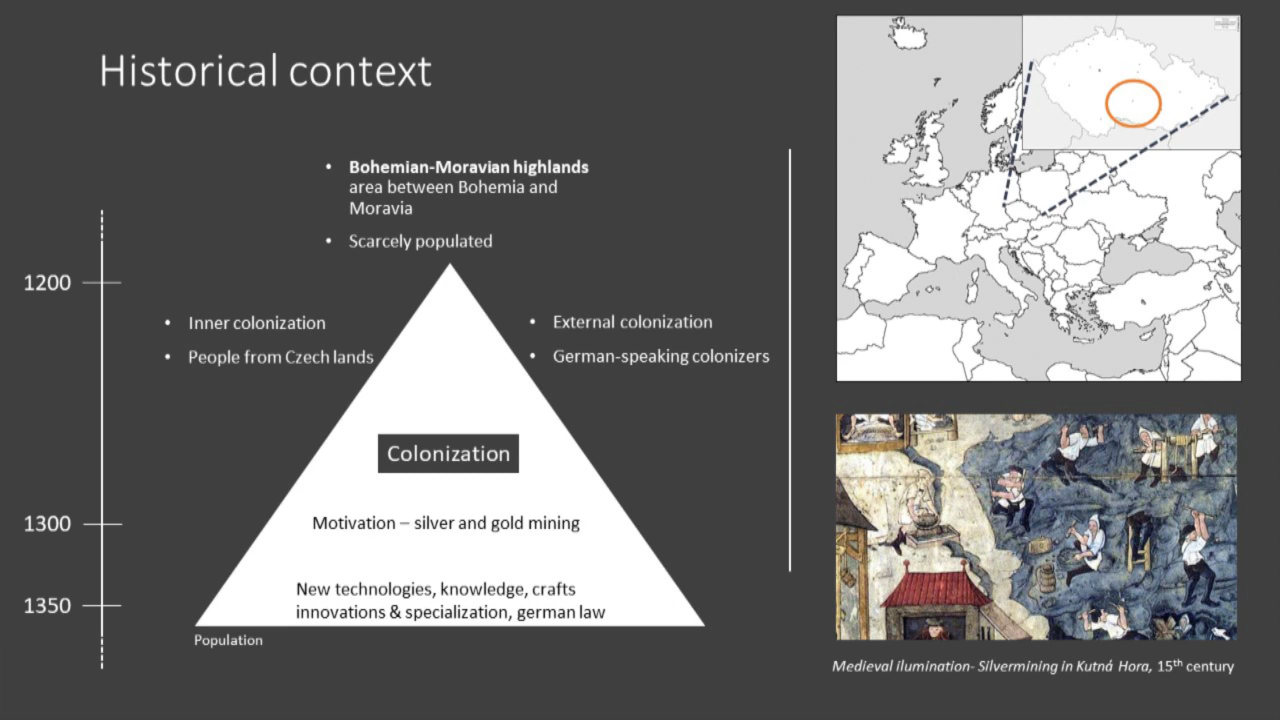 Historical context
• Bohemian-Moravian highlands
area between Bohemia and
Moravia
• Scarcely populated
1200
• Inner colonization
• People from Czech lands
• External colonization
• German-speaking colonizers
Colonization
1300
Motivation – silver and gold mining
1350
New technologies, knowledge, crafts
innovations & specialization, german law
Population
Medieval ilumination- Silvermining in Kutná Hora, 15th century